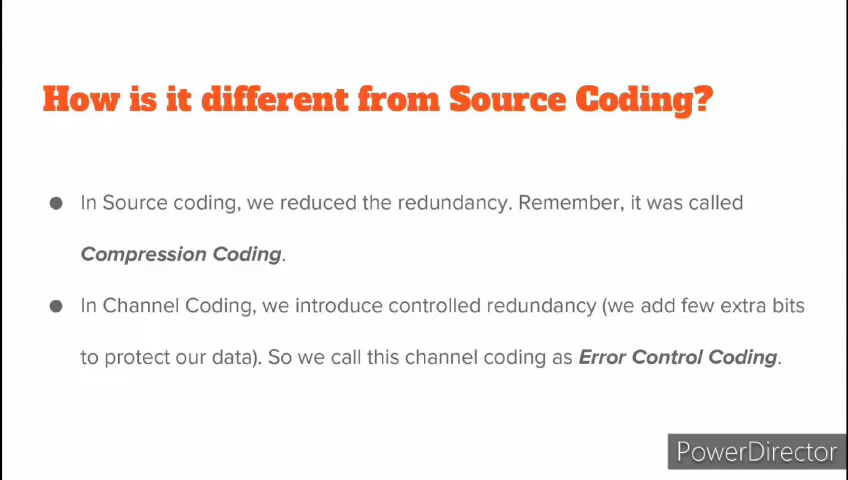 How is it different from Source Coding?
● In Source coding, we reduced the redundancy. Remember, it was called
Compression Coding.
● In Channel Coding, we introduce controlled redundancy (we add few extra bits
to protect our data). So we call this channel coding as Error Control Coding.
PowerDirector